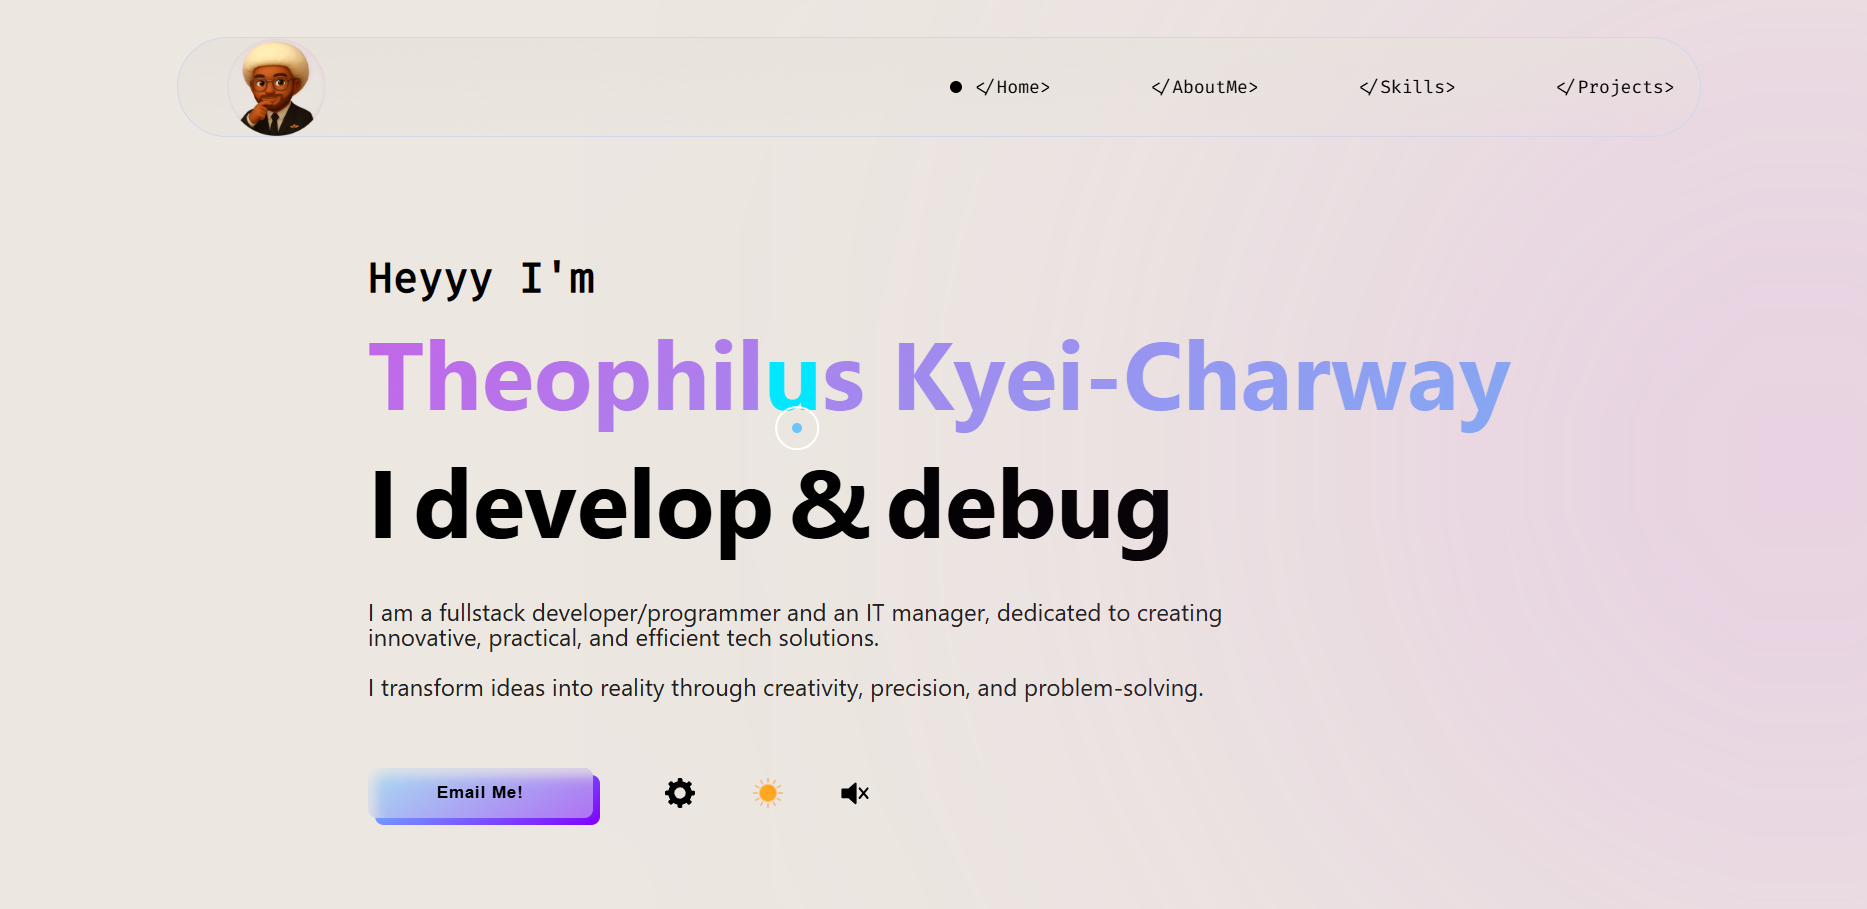 </Home>
</AboutMe>
</Skills>
</Projects>
Heyyy I'm
Theophilus Kyei-Charway
I develop & debug
I am a fullstack developer/programmer and an IT manager, dedicated to creating
innovative, practical, and efficient tech solutions.
I transform ideas into reality through creativity, precision, and problem-solving.
Email Me!